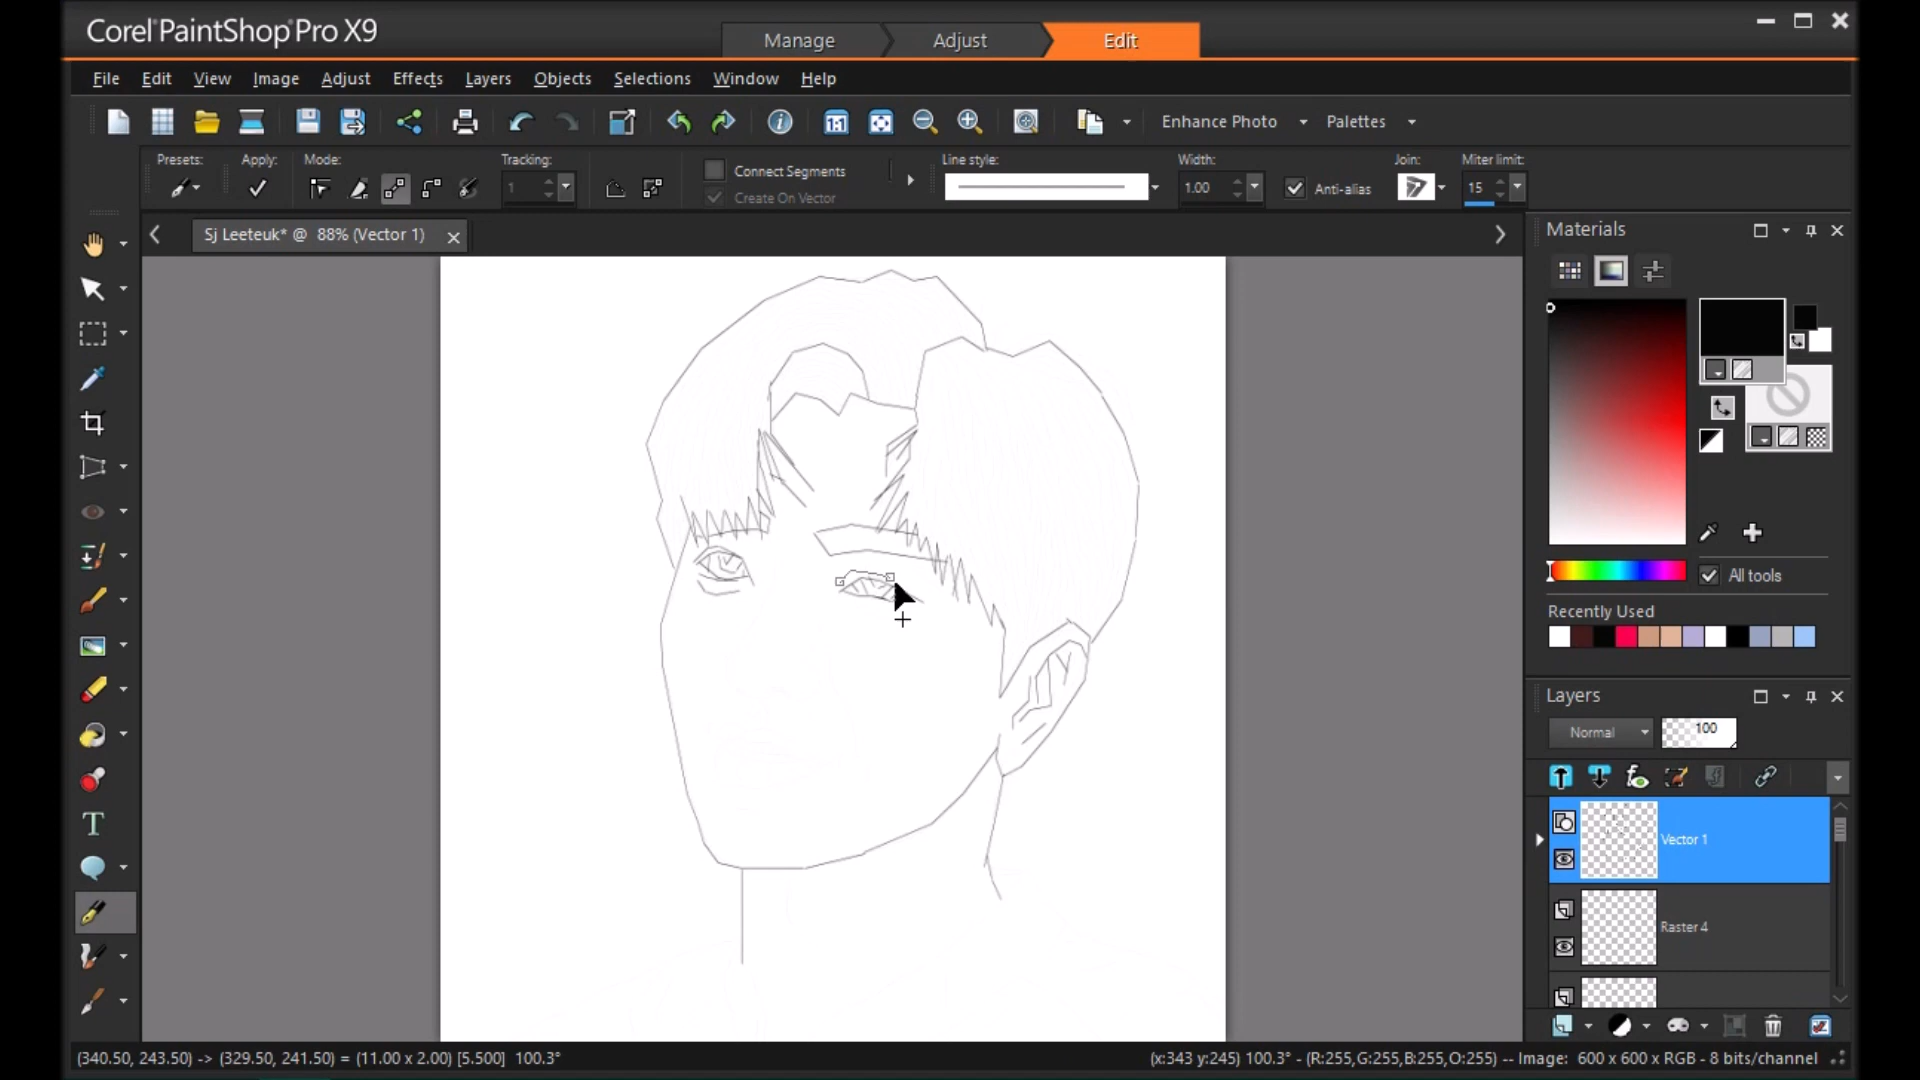 Corel PaintShop Pro X9
Manage Adjust Edit
File Edit View Image Adjust Effects Layers Objects Selections Window Help
1:1 Enhance Photo Palettes
Presets: Apply: Mode: Tracking: Line style: Width: Join: Miter limit:
1 Connect Segments 1.00 Anti-alias 15
Create On Vector
Sj Leeteuk* @ 88% (Vector 1)
Materials
All tools
Recently Used
Layers
Normal 100
Vector 1
Raster 4
(340.50, 243.50) -> (329.50, 241.50) = (11.00 x 2.00) [5.500] 100.3°
(x:343 y:245) 100.3° - (R:255,G:255,B:255,O:255) -- Image: 600 x 600 x RGB - 8 bits/channel